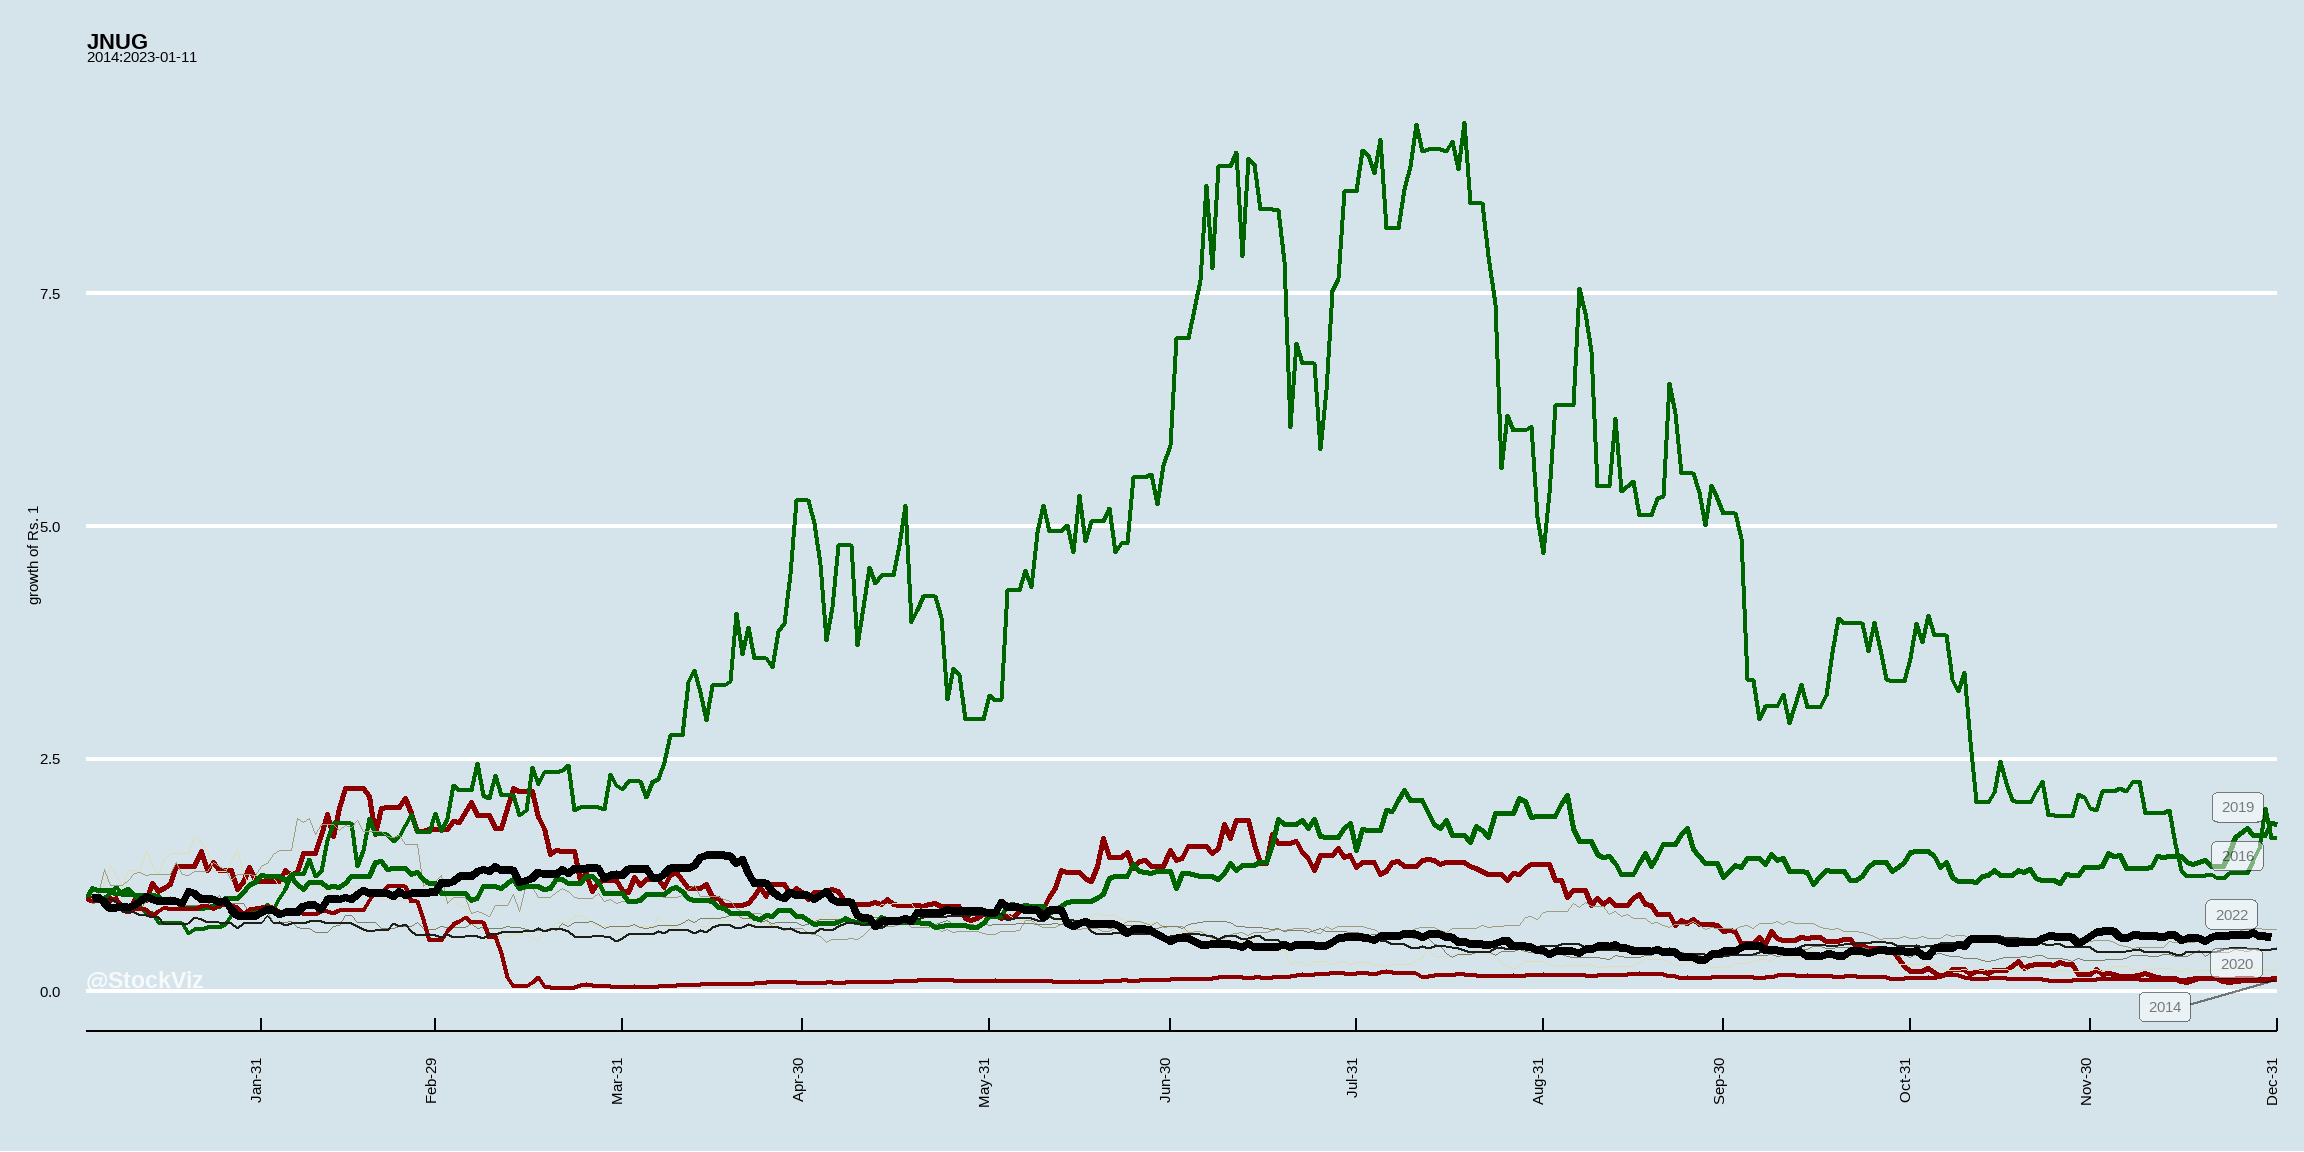 JNUG
2014:2023-01-11
growth of Rs. 1
7.5
5.0
2.5
0.0
2019
2016
2022
2020
2014
@StockViz
Jan-31
Feb-29
Mar-31
Apr-30
May-31
Jun-30
Jul-31
Aug-31
Sep-30
Oct-31
Nov-30
Dec-31